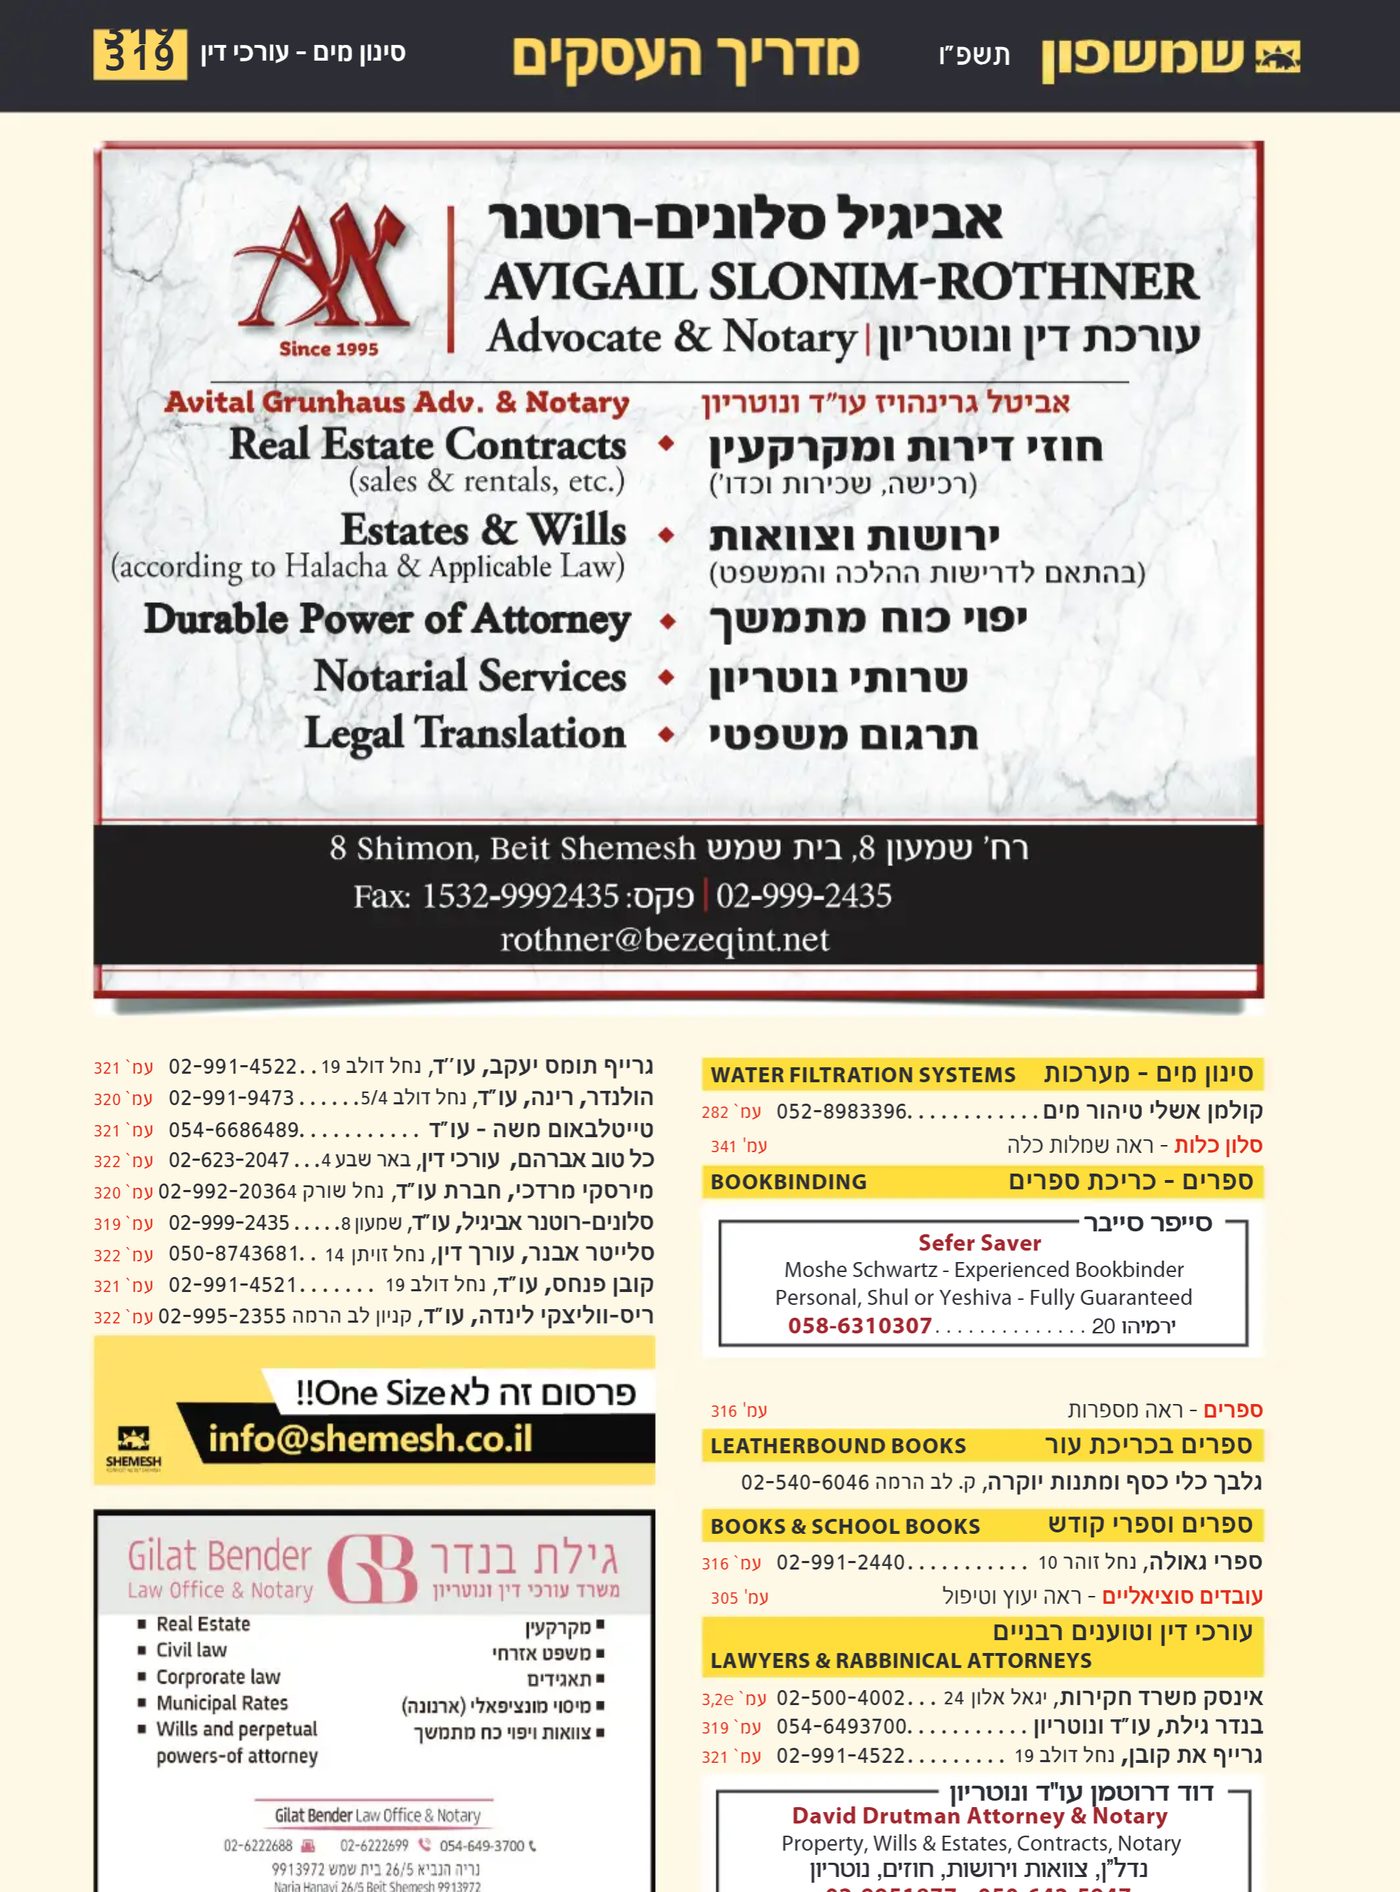 שמשפון
תשפ"ו
מדריך העסקים
סינון מים - עורכי דין
319
אביגיל סלונים-רוטנר
AVIGAIL SLONIM-ROTHNER
Advocate & Notary | עורכת דין ונוטריון
Since 1995
Avital Grunhaus Adv. & Notary
אביטל גרינהויז עו"ד ונוטריון
Real Estate Contracts
(sales & rentals, etc.)
חוזי דירות ומקרקעין
(רכישה, שכירות וכדו')
Estates & Wills
(according to Halacha & Applicable Law)
ירושות וצוואות
(בהתאם לדרישות ההלכה והמשפט)
Durable Power of Attorney
יפוי כוח מתמשך
Notarial Services
שרותי נוטריון
Legal Translation
תרגום משפטי
8 Shimon, Beit Shemesh רח' שמעון 8, בית שמש
Fax: 1532-9992435 :פקס | 02-999-2435
rothner@bezeqint.net
סינון מים - מערכות WATER FILTRATION SYSTEMS
קולמן אשלי טיהור מים............052-8983396 עמ` 282
סלון כלות - ראה שמלות כלה עמ' 341
ספרים - כריכת ספרים BOOKBINDING
סייפר סייבר
Sefer Saver
Moshe Schwartz - Experienced Bookbinder
Personal, Shul or Yeshiva - Fully Guaranteed
ירמיהו 20..............058-6310307
ספרים - ראה מספרות עמ' 316
ספרים בכריכת עור LEATHERBOUND BOOKS
גלבך כלי כסף ומתנות יוקרה, ק. לב הרמה 02-540-6046
ספרים וספרי קודש BOOKS & SCHOOL BOOKS
ספרי גאולה, נחל זוהר 10 ...........02-991-2440 עמ` 316
עובדים סוציאליים - ראה יעוץ וטיפול עמ' 305
עורכי דין וטוענים רבניים
LAWYERS & RABBINICAL ATTORNEYS
אינסק משרד חקירות, יגאל אלון 24 ...02-500-4002 עמ` 3,2e
בנדר גילת, עו"ד ונוטריון ...........054-6493700 עמ` 319
גרייף את קובן, נחל דולב 19 .........02-991-4522 עמ` 321
דוד דרוטמן עו"ד ונוטריון
David Drutman Attorney & Notary
Property, Wills & Estates, Contracts, Notary
נדל"ן, צוואות וירושות, חוזים, נוטריון
גרייף תומס יעקב, עו''ד, נחל דולב 19..02-991-4522 עמ` 321
הולנדר, רינה, עו"ד, נחל דולב 5/4......02-991-9473 עמ` 320
טייטלבאום משה - עו"ד ...........054-6686489 עמ` 321
כל טוב אברהם, עורכי דין, באר שבע 4...02-623-2047 עמ` 322
מירסקי מרדכי, חברת עו"ד, נחל שורק 4 02-992-2036 עמ` 320
סלונים-רוטנר אביגיל, עו"ד, שמעון 8.....02-999-2435 עמ` 319
סלייטר אבנר, עורך דין, נחל זויתן 14 ..050-8743681 עמ` 322
קובן פנחס, עו"ד, נחל דולב 19 .......02-991-4521 עמ` 321
ריס-ווליצקי לינדה, עו"ד, קניון לב הרמה 02-995-2355 עמ` 322
פרסום זה לא One Size!!
info@shemesh.co.il
SHEMESH
Gilat Bender
Law Office & Notary
GB
גילת בנדר
משרד עורכי דין ונוטריון
▪ Real Estate
▪ Civil law
▪ Corprorate law
▪ Municipal Rates
▪ Wills and perpetual
powers-of attorney
▪ מקרקעין
▪ משפט אזרחי
▪ תאגידים
▪ מיסוי מונציפאלי (ארנונה)
▪ צוואות ויפוי כח מתמשך
Gilat Bender Law Office & Notary
02-6222688 02-6222699 054-649-3700
נריה הנביא 26/5 בית שמש 9913972
Naria Hanavi 26/5 Beit Shemesh 9913972